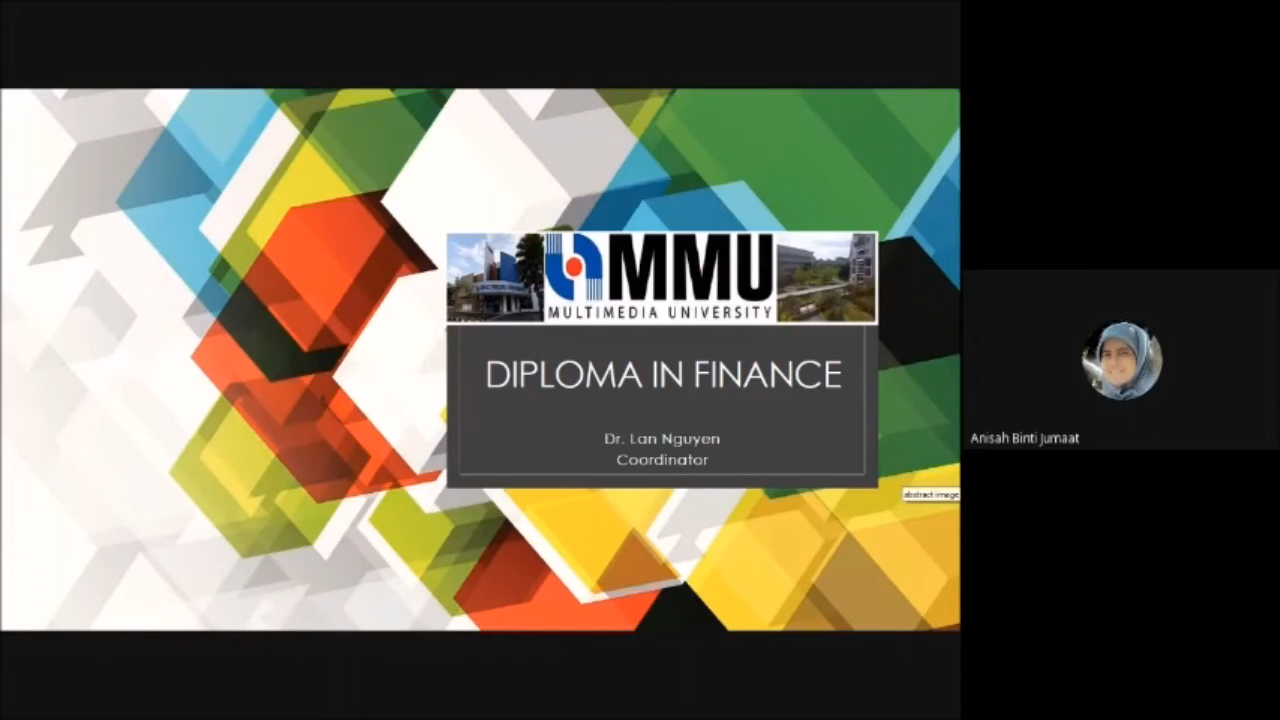 MMU
MULTIMEDIA UNIVERSITY
DIPLOMA IN FINANCE
Dr. Lan Nguyen
Coordinator
abstract image
Anisah Binti Jumaat